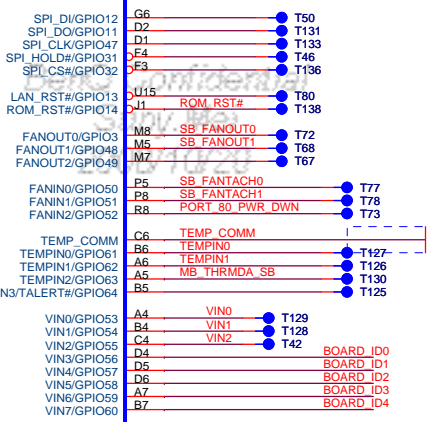 SPI_DI/GPIO12 G6 T50
SPI_DO/GPIO11 D2 T131
SPI_CLK/GPIO47 D1 T133
SPI_HOLD#/GPIO31 F4 T46
SPI_CS#/GPIO32 F3 T136
LAN_RST#/GPIO13 U15 T80
ROM_RST#/GPIO14 J1 ROM_RST# T138
FANOUT0/GPIO3 M8 SB_FANOUT0 T72
FANOUT1/GPIO48 M5 SB_FANOUT1 T68
FANOUT2/GPIO49 M7 T67
FANIN0/GPIO50 P5 SB_FANTACH0 T77
FANIN1/GPIO51 P8 SB_FANTACH1 T78
FANIN2/GPIO52 R8 PORT_80_PWR_DWN T73
TEMP_COMM C6 TEMP_COMM
TEMPIN0/GPIO61 B6 TEMPIN0 T127
TEMPIN1/GPIO62 A6 TEMPIN1 T126
TEMPIN2/GPIO63 A5 MB_THRMDA_SB T130
N3/TALERT#/GPIO64 B5 T125
VIN0/GPIO53 A4 VIN0 T129
VIN1/GPIO54 B4 VIN1 T128
VIN2/GPIO55 C4 VIN2 T42
VIN3/GPIO56 D4 BOARD_ID0
VIN4/GPIO57 D5 BOARD_ID1
VIN5/GPIO58 D6 BOARD_ID2
VIN6/GPIO59 A7 BOARD_ID3
VIN7/GPIO60 B7 BOARD_ID4